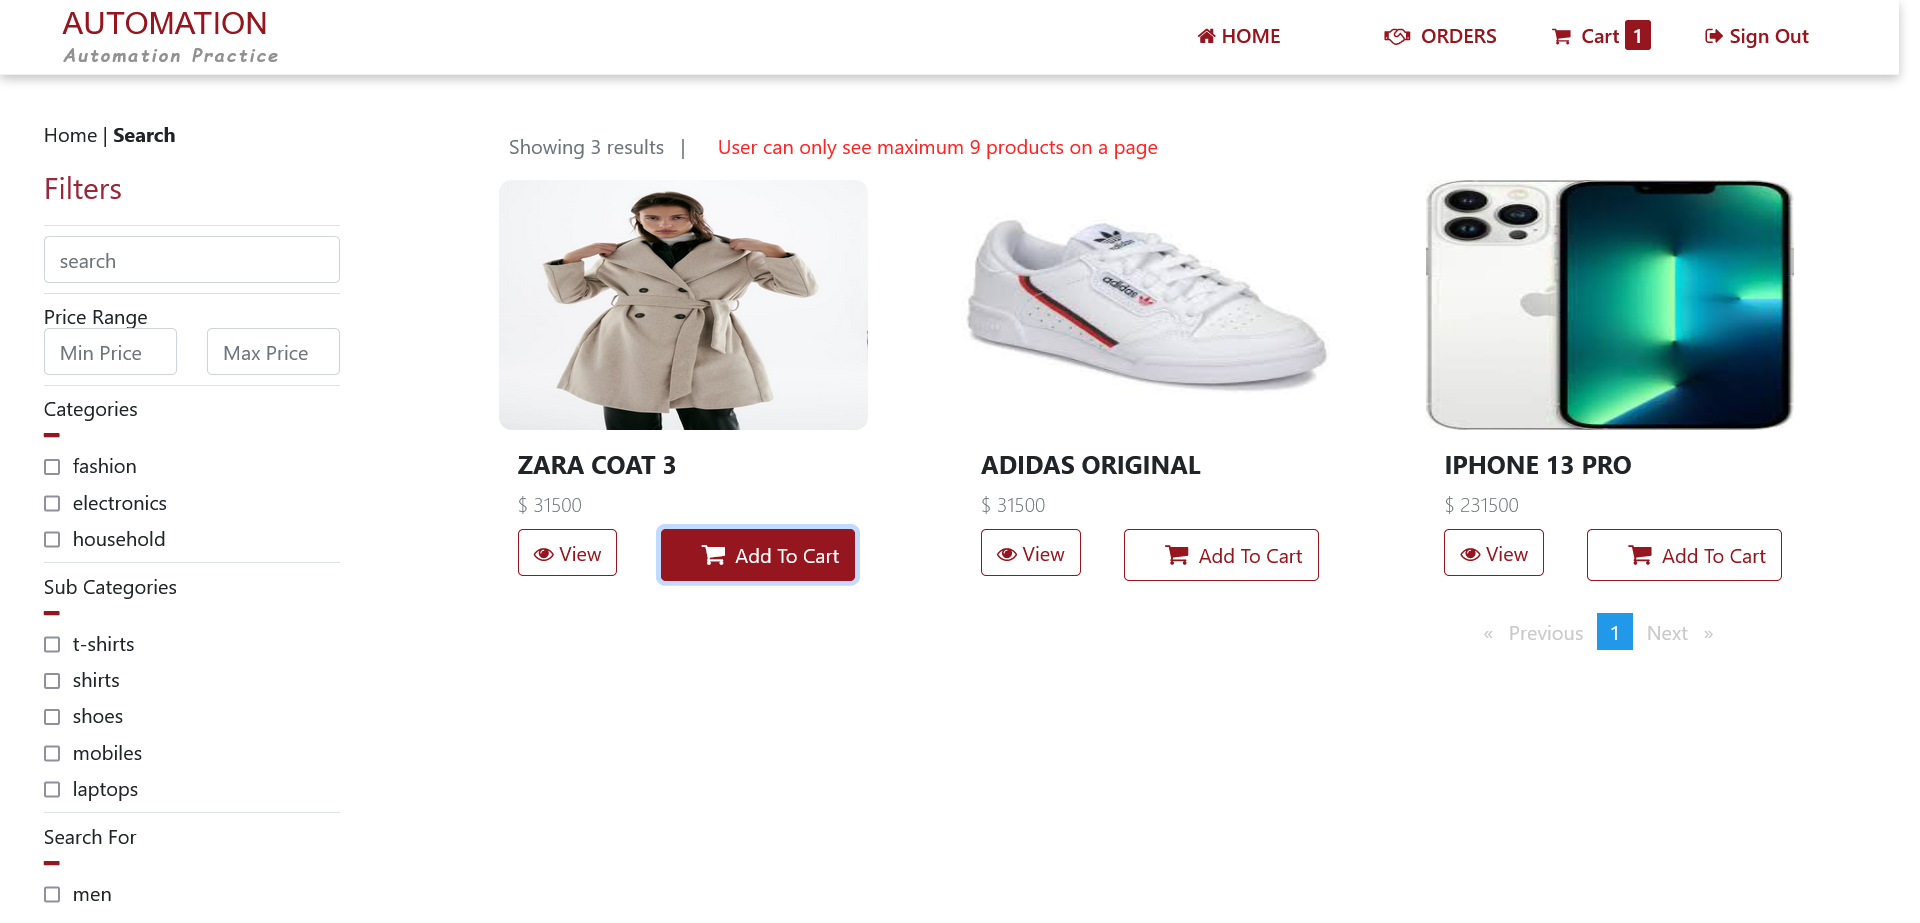 AUTOMATION
Automation Practice
HOME
ORDERS
Cart 1
Sign Out
Home | Search
Filters
search
Price Range
Min Price
Max Price
Categories
fashion
electronics
household
Sub Categories
t-shirts
shirts
shoes
mobiles
laptops
Search For
men
Showing 3 results |
User can only see maximum 9 products on a page
ZARA COAT 3
$ 31500
View
Add To Cart
adidas
adidas
ADIDAS ORIGINAL
$ 31500
View
Add To Cart
IPHONE 13 PRO
$ 231500
View
Add To Cart
« Previous 1 Next »